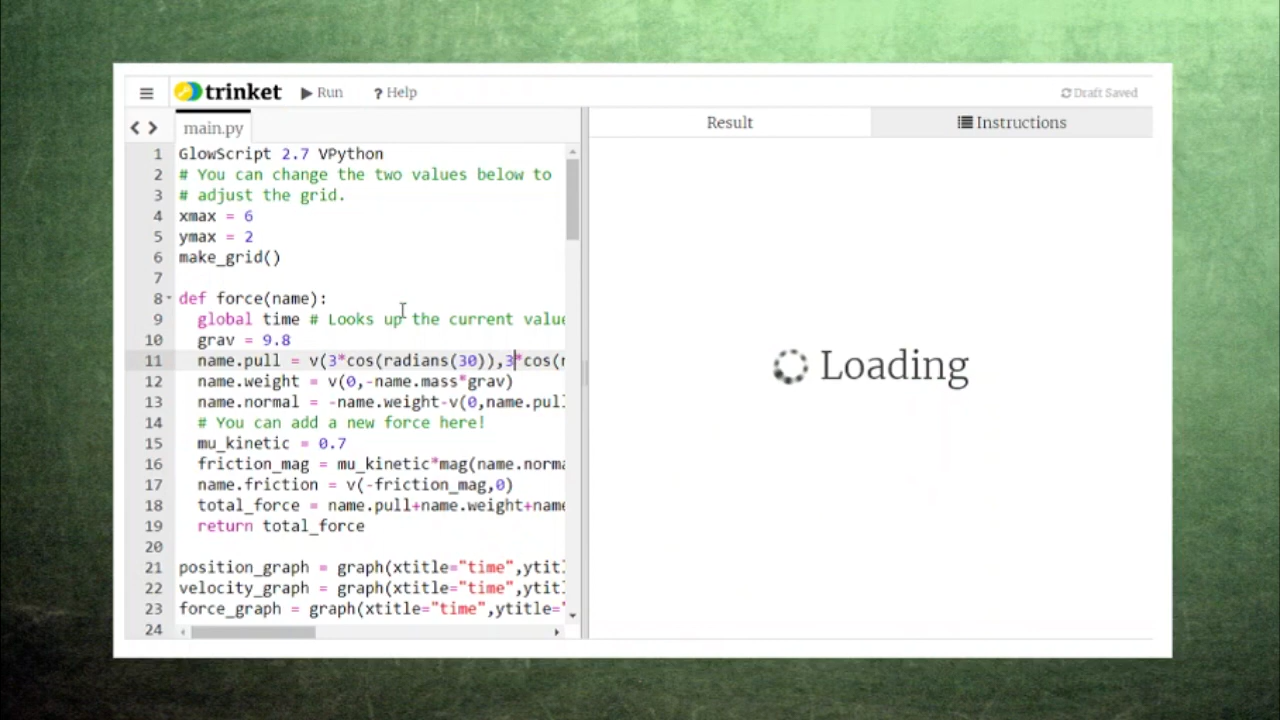 trinket Run ? Help Draft Saved
main.py Result Instructions
1 GlowScript 2.7 VPython
2 # You can change the two values below to
3 # adjust the grid.
4 xmax = 6
5 ymax = 2
6 make_grid()
7
8 def force(name):
9 global time # Looks up the current value
10 grav = 9.8
11 name.pull = v(3*cos(radians(30)),3*cos(r
12 name.weight = v(0,-name.mass*grav)
13 name.normal = -name.weight-v(0,name.pull
14 # You can add a new force here!
15 mu_kinetic = 0.7
16 friction_mag = mu_kinetic*mag(name.norma
17 name.friction = v(-friction_mag,0)
18 total_force = name.pull+name.weight+name
19 return total_force
20
21 position_graph = graph(xtitle="time",ytitl
22 velocity_graph = graph(xtitle="time",ytitl
23 force_graph = graph(xtitle="time",ytitle="
24
Loading